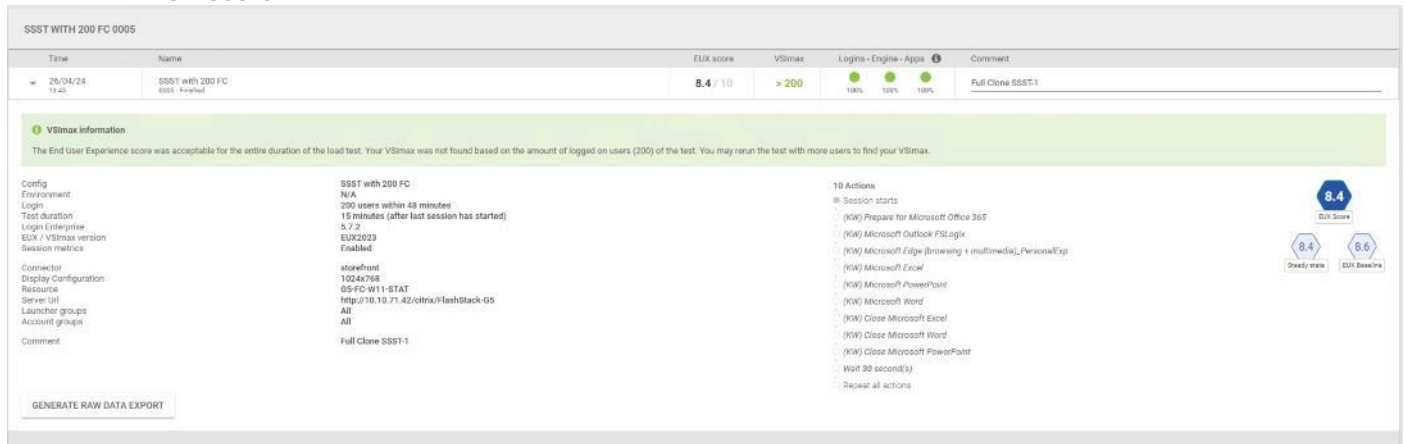 SSST WITH 200 FC 0005
Time Name EUX score VSImax Logins - Engine - Apps Comment
26/04/24 SSST with 200 FC 8.4 / 10 > 200 100% 100% 100% Full Clone SSST-1
0005 - Finished
VSImax information
The End User Experience score was acceptable for the entire duration of the load test. Your VSImax was not found based on the amount of logged on users (200) of the test. You may rerun the test with more users to find your VSImax.
Config SSST with 200 FC
Environment N/A
Login 200 users within 48 minutes
Test duration 15 minutes (after last session has started)
Login Enterprise 5.7.2
EUX / VSImax version EUX2023
Session metrics Enabled
Connector storefront
Display Configuration 1024x768
Resource G5-FC-W11-STAT
Server Url http://10.10.71.42/citrix/FlashStack-G5
Launcher groups All
Account groups All
Comment Full Clone SSST-1
10 Actions
Session starts
(KW) Prepare for Microsoft Office 365
(KW) Microsoft Outlook FSLogix
(KW) Microsoft Edge (browsing + multimedia)_PersonalExp
(KW) Microsoft Excel
(KW) Microsoft PowerPoint
(KW) Microsoft Word
(KW) Close Microsoft Excel
(KW) Close Microsoft Word
(KW) Close Microsoft PowerPoint
Wait 30 second(s)
Repeat all actions
8.4
EUX Score
8.4 8.6
Steady state EUX Baseline
GENERATE RAW DATA EXPORT